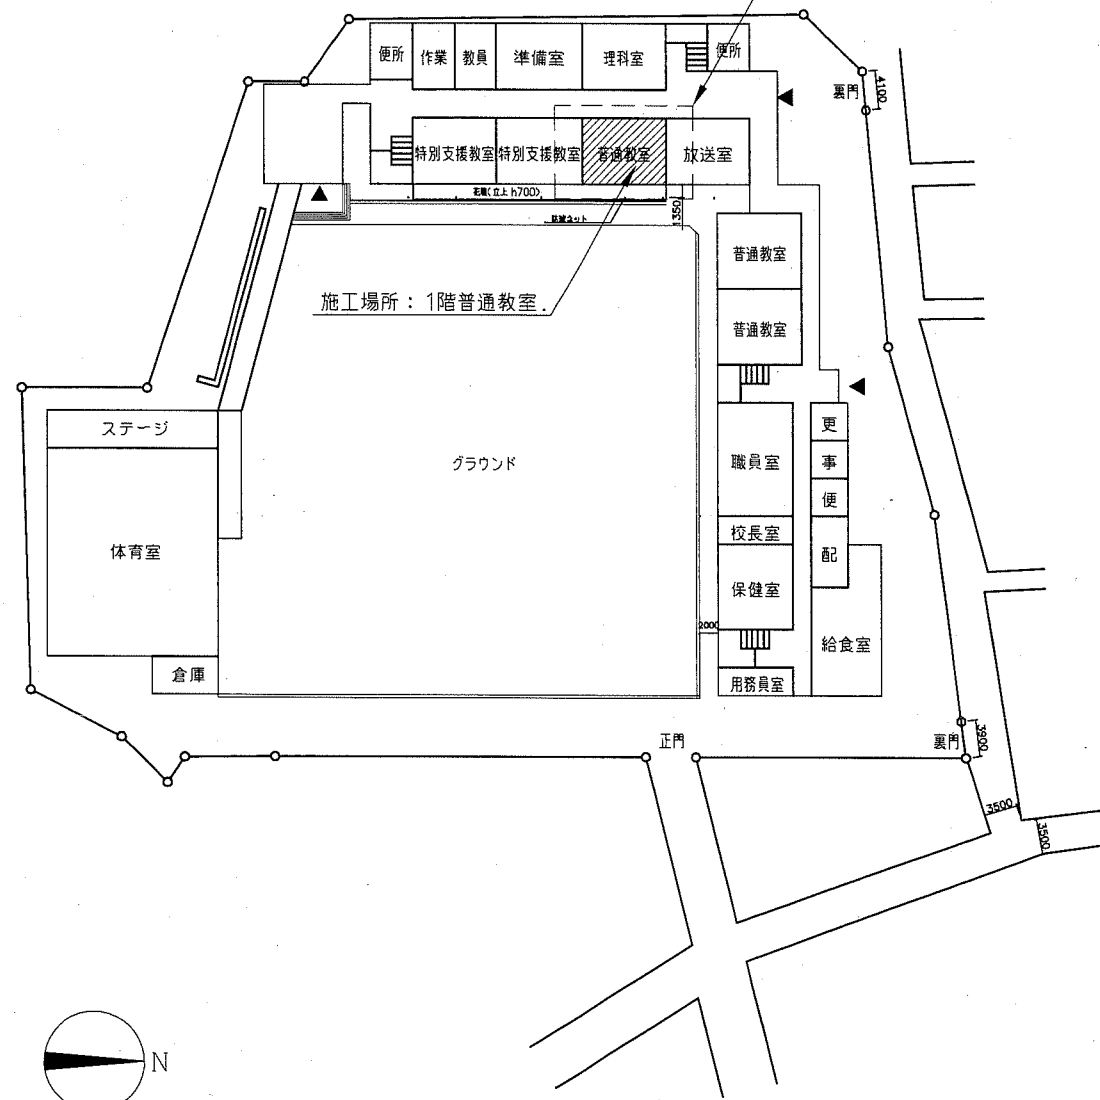 便所
作業
教員
準備室
理科室
便所
裏門
4100
特別支援教室
特別支援教室
普通教室
放送室
花壇(立上 h700)
防球ネット
1350
普通教室
施工場所：1階普通教室.
普通教室
ステージ
更
グラウンド
職員室
事
便
校長室
体育室
配
保健室
2000
給食室
倉庫
用務員室
正門
裏門
3900
3500
3500
N